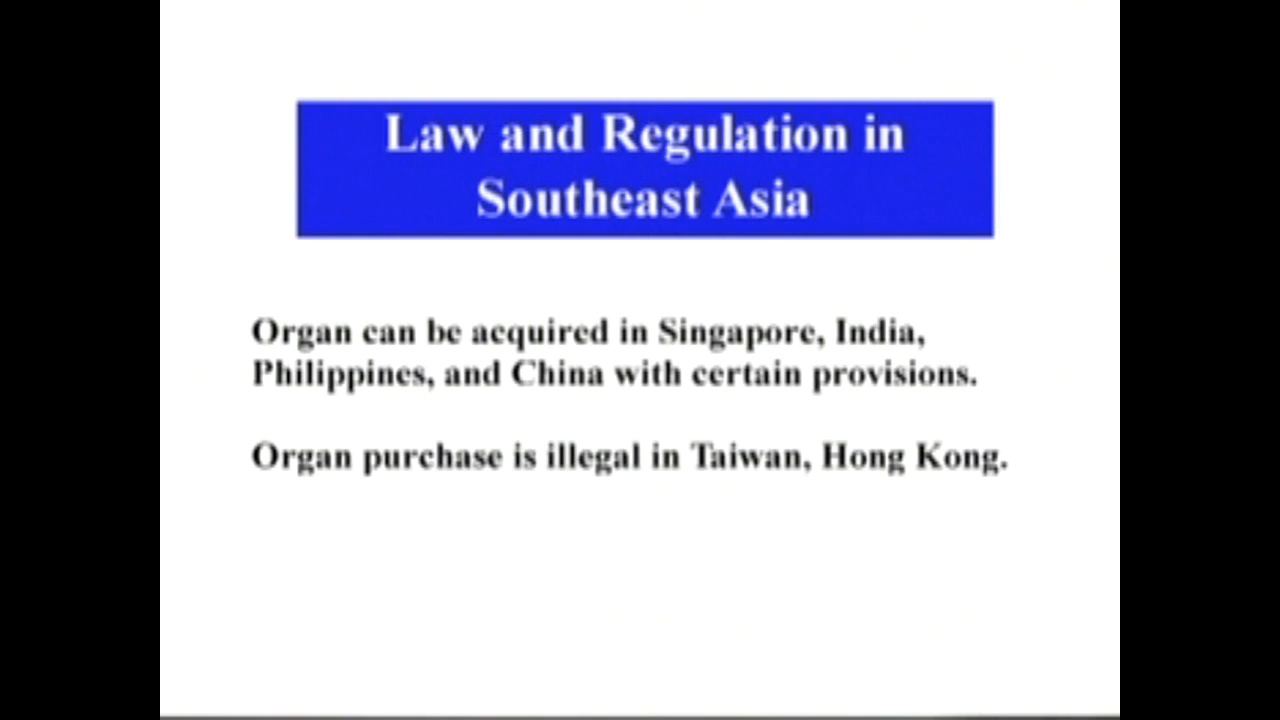 Law and Regulation in
Southeast Asia
Organ can be acquired in Singapore, India,
Philippines, and China with certain provisions.
Organ purchase is illegal in Taiwan, Hong Kong.